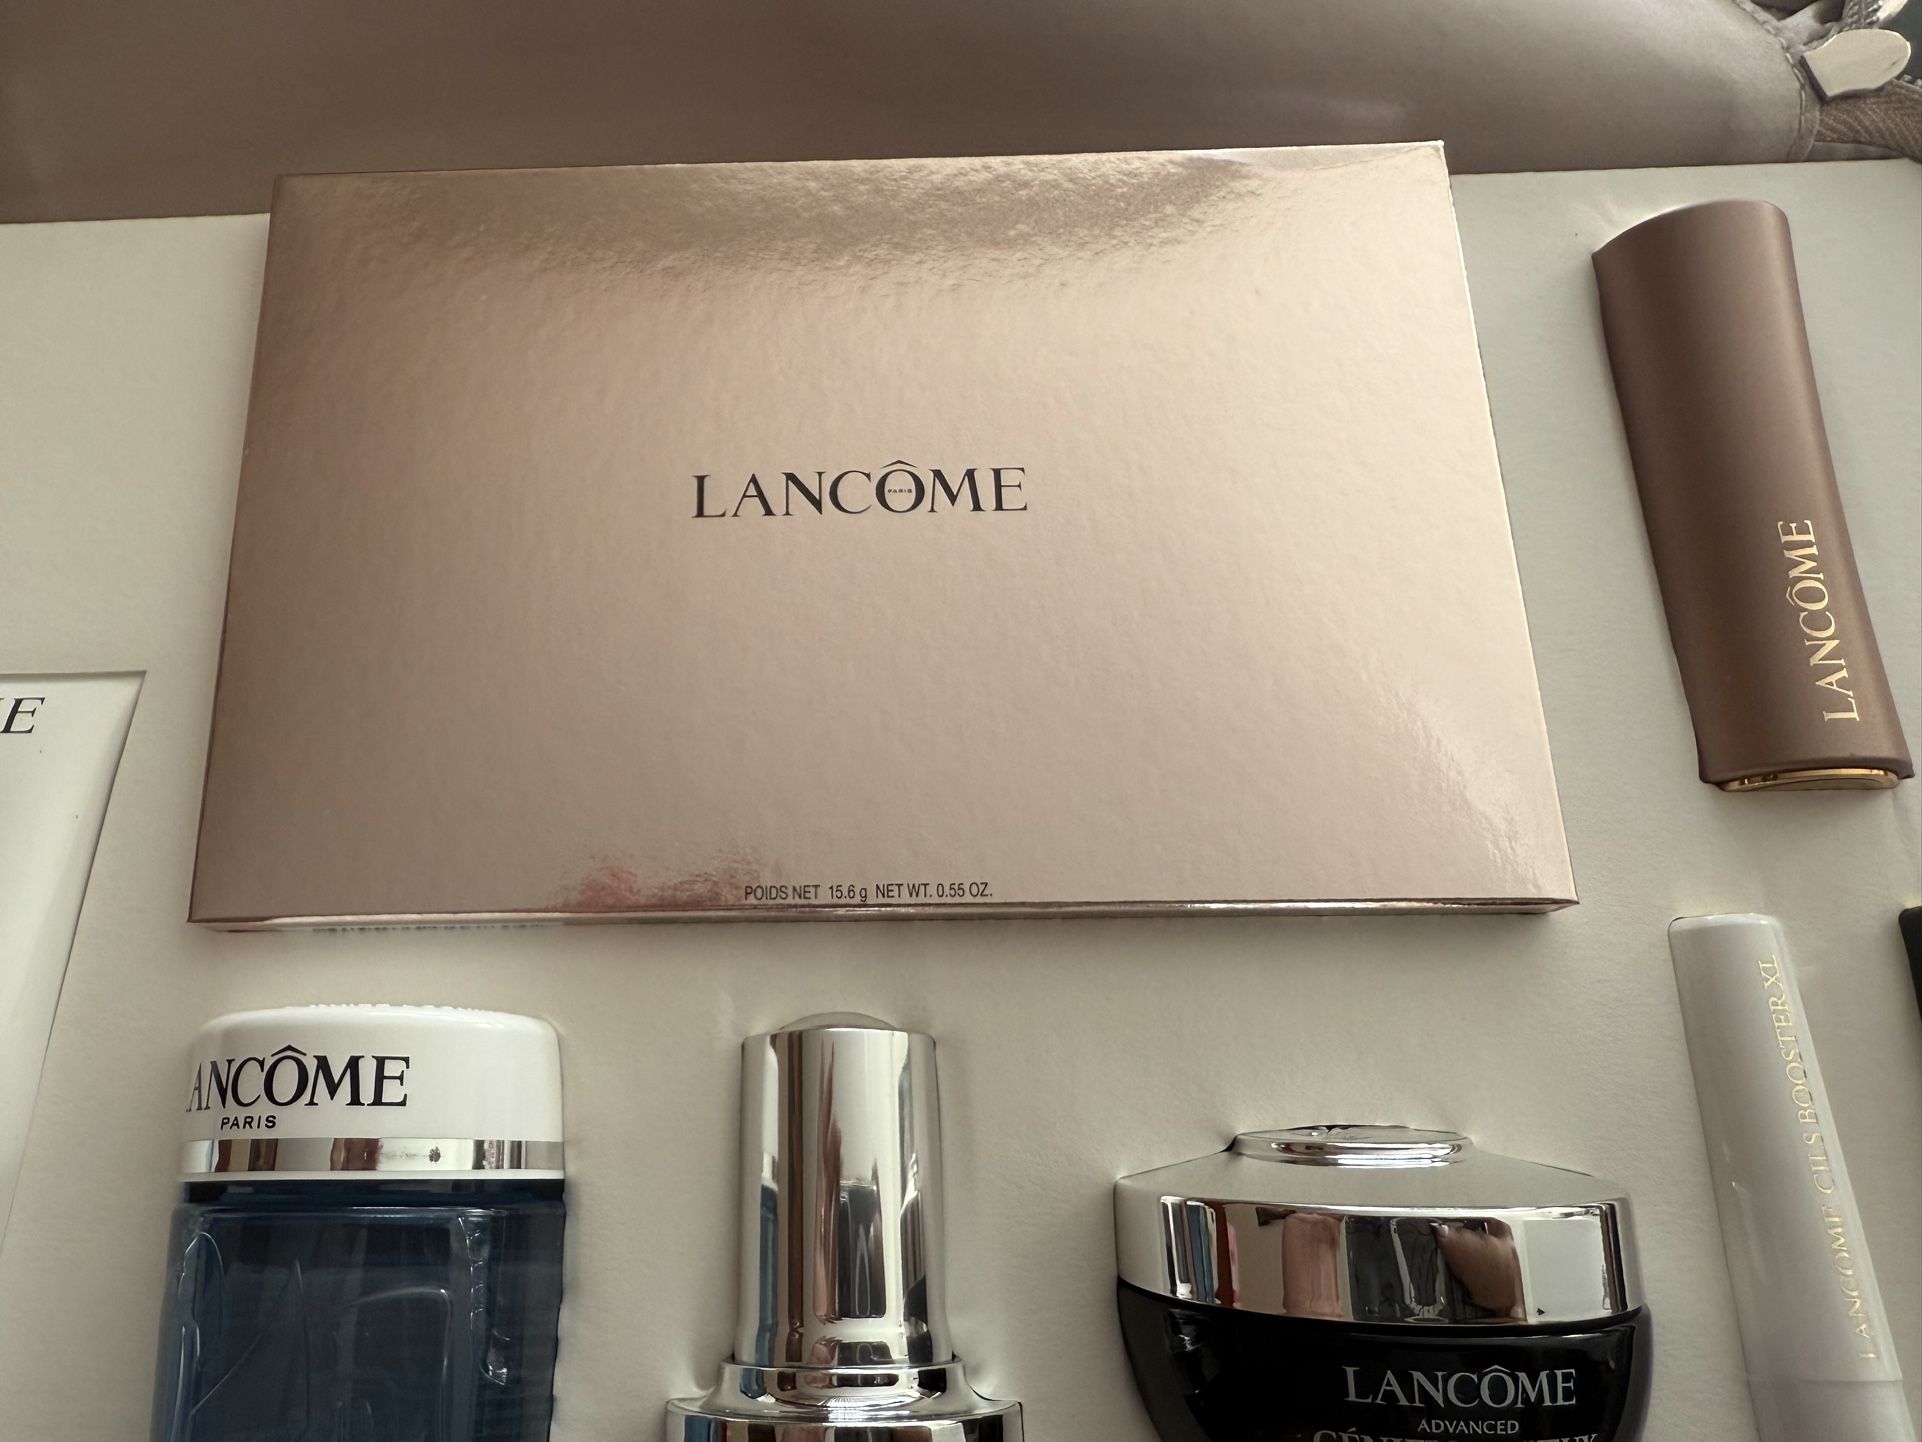 LANCÔME
PARIS
POIDS NET 15.6 g NET WT. 0.55 OZ.
LANCÔME
E
ANCÔME
PARIS
LANCÔME CILS BOOSTER XL
LANCÔME
ADVANCED